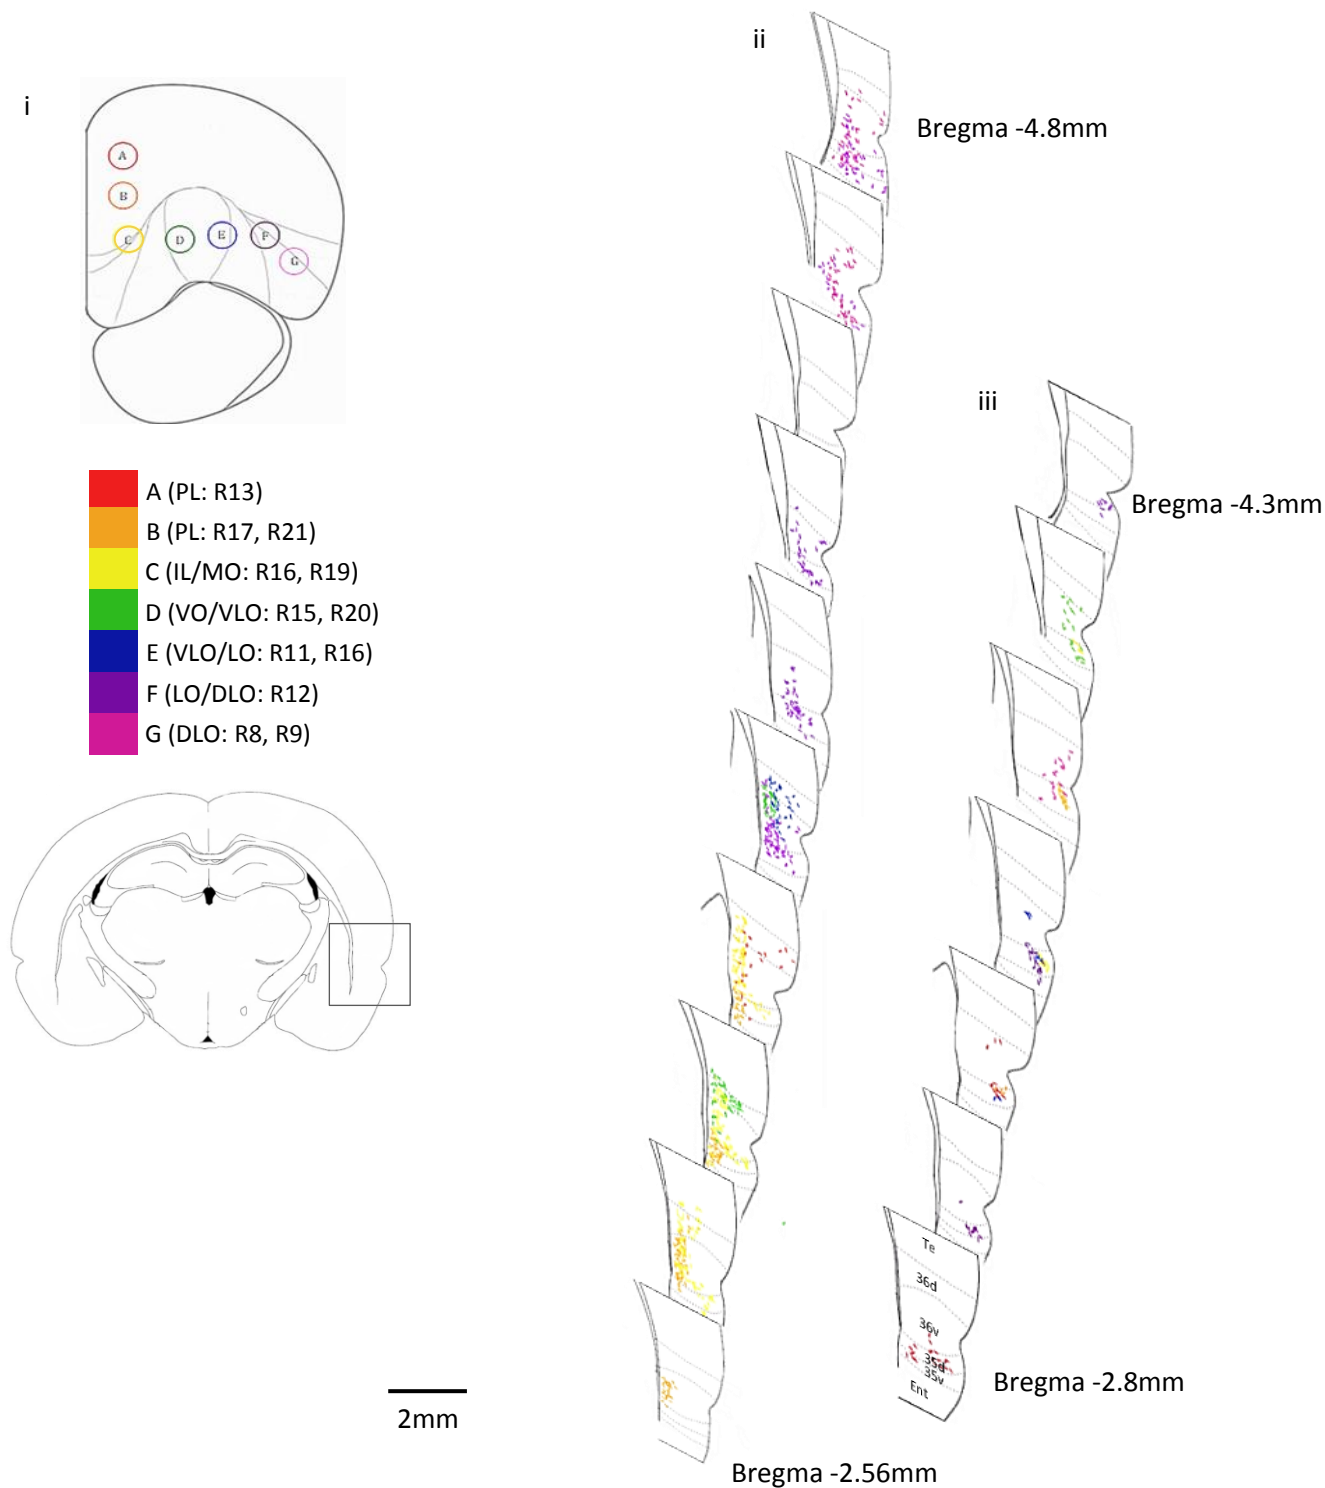 i
A
B
C
D
E
F
G
A (PL: R13)
B (PL: R17, R21)
C (IL/MO: R16, R19)
D (VO/VLO: R15, R20)
E (VLO/LO: R11, R16)
F (LO/DLO: R12)
G (DLO: R8, R9)
2mm
ii
Bregma -4.8mm
Bregma -2.56mm
iii
Bregma -4.3mm
Te
36d
36v
35d
35v
Ent
Bregma -2.8mm